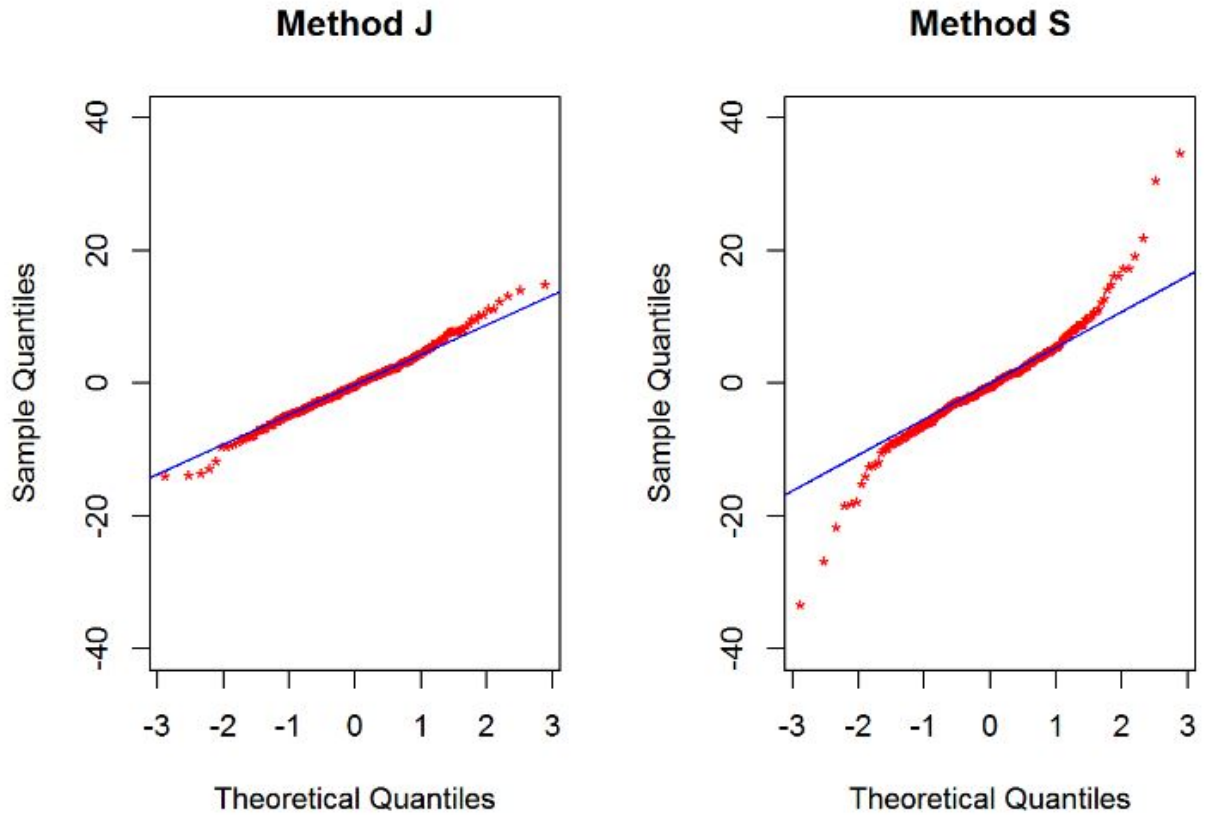 Method J
Method S
Sample Quantiles
40
20
0
-20
-40
-3 -2 -1 0 1 2 3
Theoretical Quantiles
Sample Quantiles
40
20
0
-20
-40
-3 -2 -1 0 1 2 3
Theoretical Quantiles